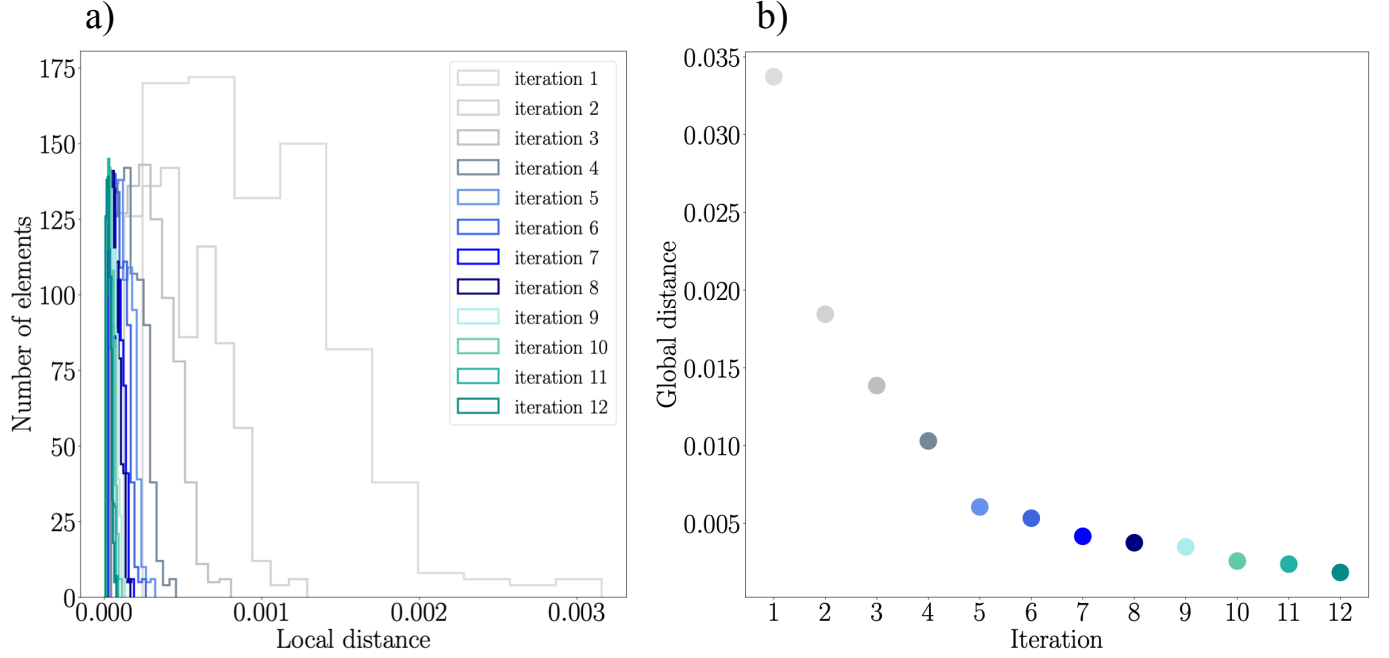 a)
175
150
125
100
75
50
25
0
Number of elements
0.000
0.001
0.002
0.003
Local distance
iteration 1
iteration 2
iteration 3
iteration 4
iteration 5
iteration 6
iteration 7
iteration 8
iteration 9
iteration 10
iteration 11
iteration 12
b)
0.035
0.030
0.025
0.020
0.015
0.010
0.005
Global distance
1 2 3 4 5 6 7 8 9 10 11 12
Iteration